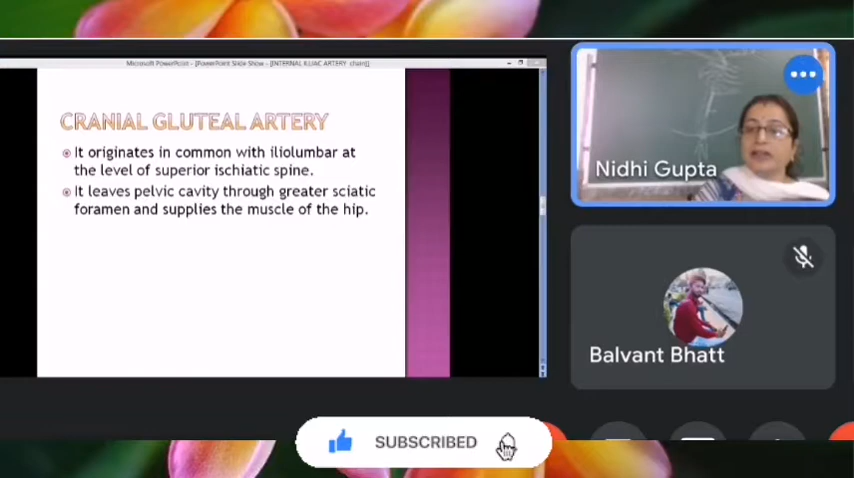 Microsoft PowerPoint - [PowerPoint Slide Show - [INTERNAL ILIAC ARTERY chain]]
CRANIAL GLUTEAL ARTERY
It originates in common with iliolumbar at
the level of superior ischiatic spine.
It leaves pelvic cavity through greater sciatic
foramen and supplies the muscle of the hip.
Nidhi Gupta
Balvant Bhatt
SUBSCRIBED